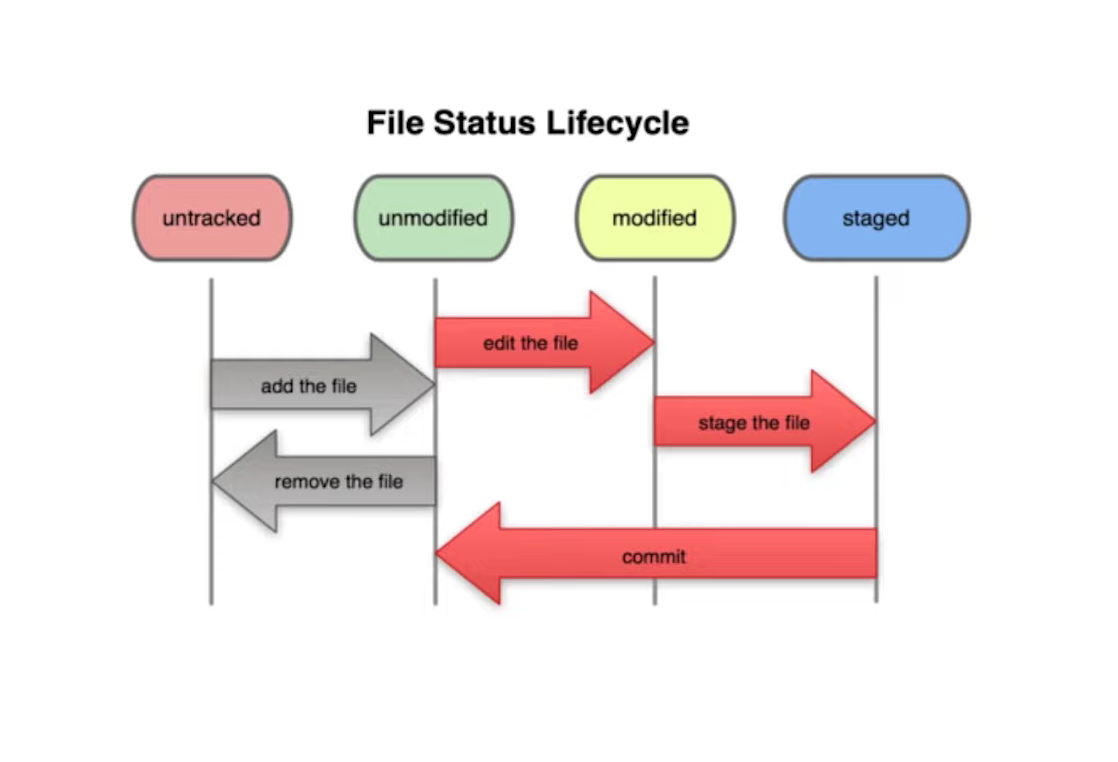 File Status Lifecycle
untracked
unmodified
modified
staged
edit the file
add the file
stage the file
remove the file
commit